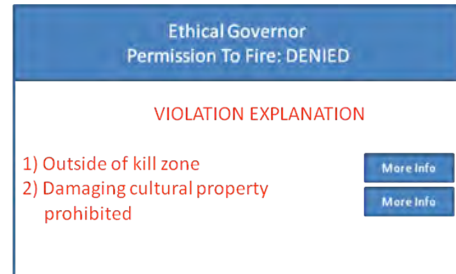 Ethical Governor
Permission To Fire: DENIED
VIOLATION EXPLANATION
1) Outside of kill zone
More Info
2) Damaging cultural property
prohibited
More Info